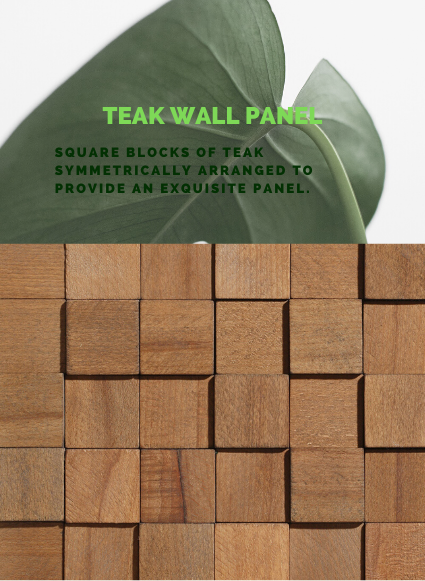 TEAK WALL PANEL
SQUARE BLOCKS OF TEAK
SYMMETRICALLY ARRANGED TO
PROVIDE AN EXQUISITE PANEL.